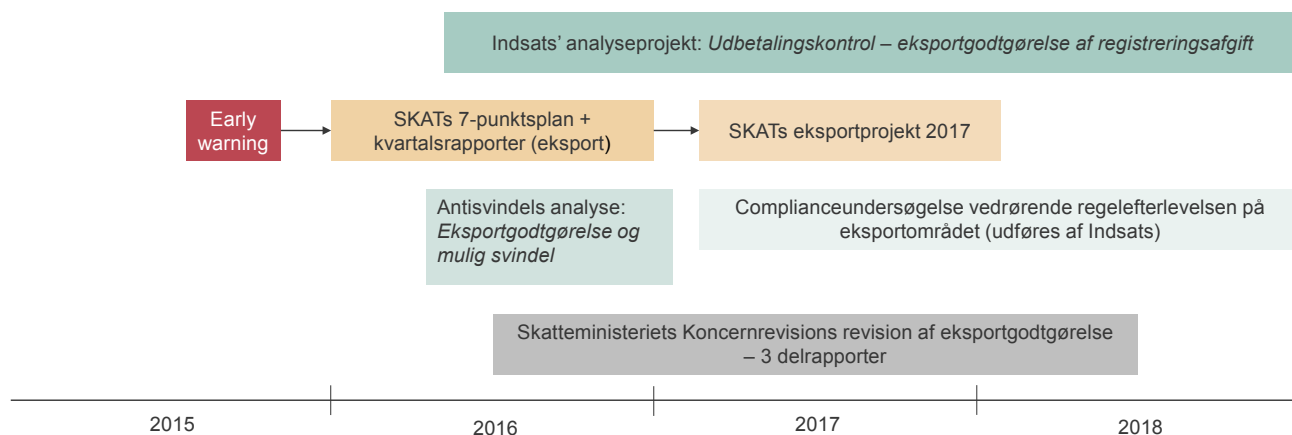 Indsats’ analyseprojekt: Udbetalingskontrol – eksportgodtgørelse af registreringsafgift
Early
warning
SKATs 7-punktsplan +
kvartalsrapporter (eksport)
SKATs eksportprojekt 2017
Antisvindels analyse:
Eksportgodtgørelse og
mulig svindel
Complianceundersøgelse vedrørende regelefterlevelsen på
eksportområdet (udføres af Indsats)
Skatteministeriets Koncernrevisions revision af eksportgodtgørelse
– 3 delrapporter
2015
2016
2017
2018